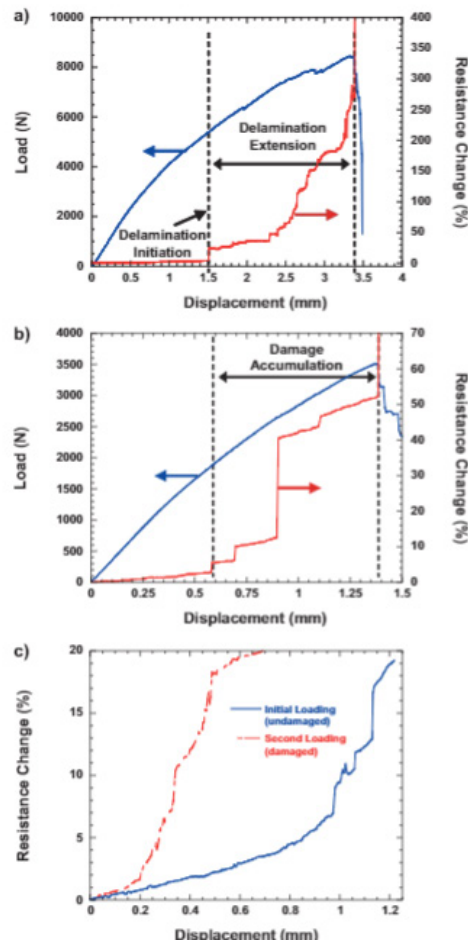 a)
10000
8000
6000
4000
2000
0
Load (N)
400
350
300
250
200
150
100
50
0
Resistance Change (%)
Delamination
Extension
Delamination
Initiation
0 0.5 1 1.5 2 2.5 3 3.5 4
Displacement (mm)
b)
4000
3500
3000
2500
2000
1500
1000
500
0
Load (N)
70
60
50
40
30
20
10
0
Resistance Change (%)
Damage
Accumulation
0 0.25 0.5 0.75 1 1.25 1.5
Displacement (mm)
c)
20
15
10
5
0
Resistance Change (%)
Initial Loading
(undamaged)
Second Loading
(damaged)
0 0.2 0.4 0.6 0.8 1 1.2
Displacement (mm)